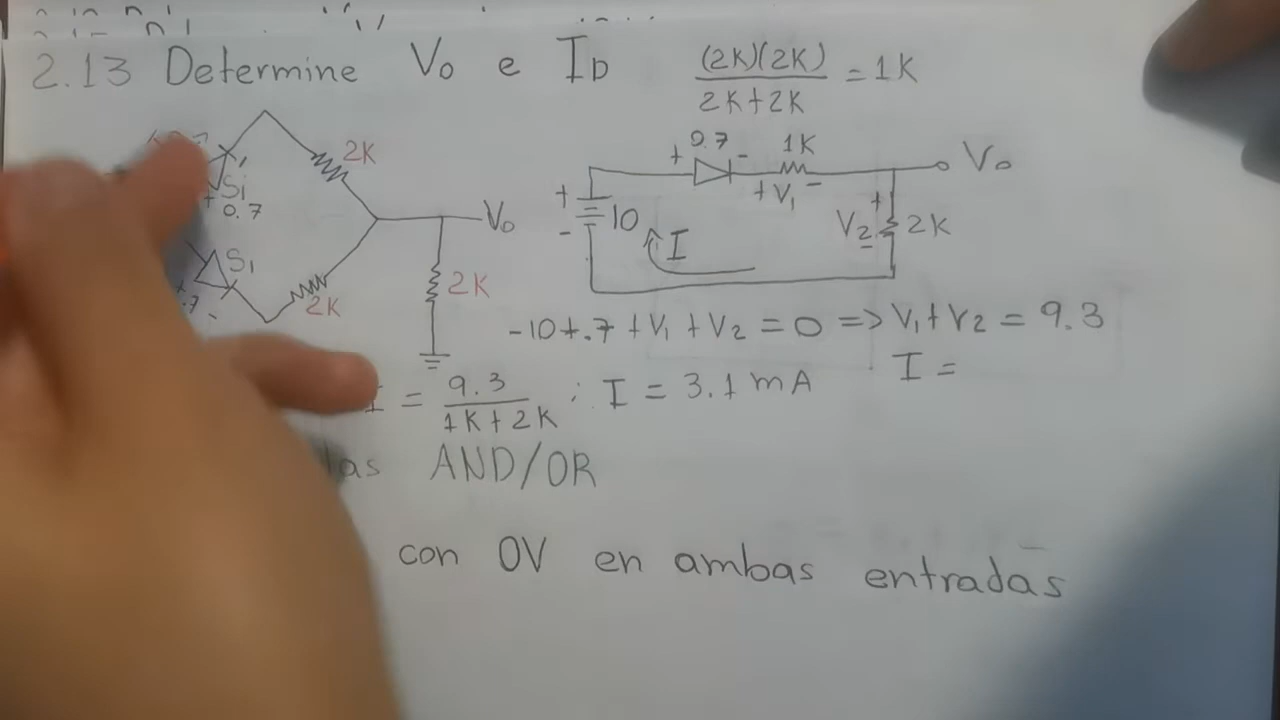 2.13 Determine Vo e ID
(2K)(2K) / 2K+2K = 1K
2K
Si
0.7
Si
.7
2K
Vo
2K
+ 0.7 -
1K
+ V1 -
Vo
+
-
10
I
+
V2
-
2K
-10+.7 +V1 + V2 = 0 => V1+V2 = 9.3
I =
= 9.3 / 1K+2K ; I = 3.1 mA
as AND/OR
con 0V en ambas entradas